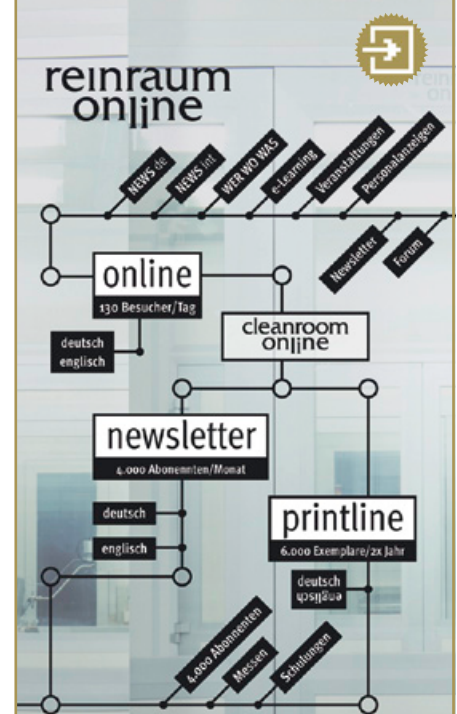 reinraum
online
NEWS de
NEWS int
WER WO WAS
e-Learning
Veranstaltungen
Personalanzeigen
Newsletter
Forum
online
130 Besucher/Tag
deutsch
englisch
cleanroom
online
newsletter
4.000 Abonennten/Monat
deutsch
englisch
printline
6.000 Exemplare/2x Jahr
deutsch
englisch
4.000 Abonnenten
Messen
Schulungen